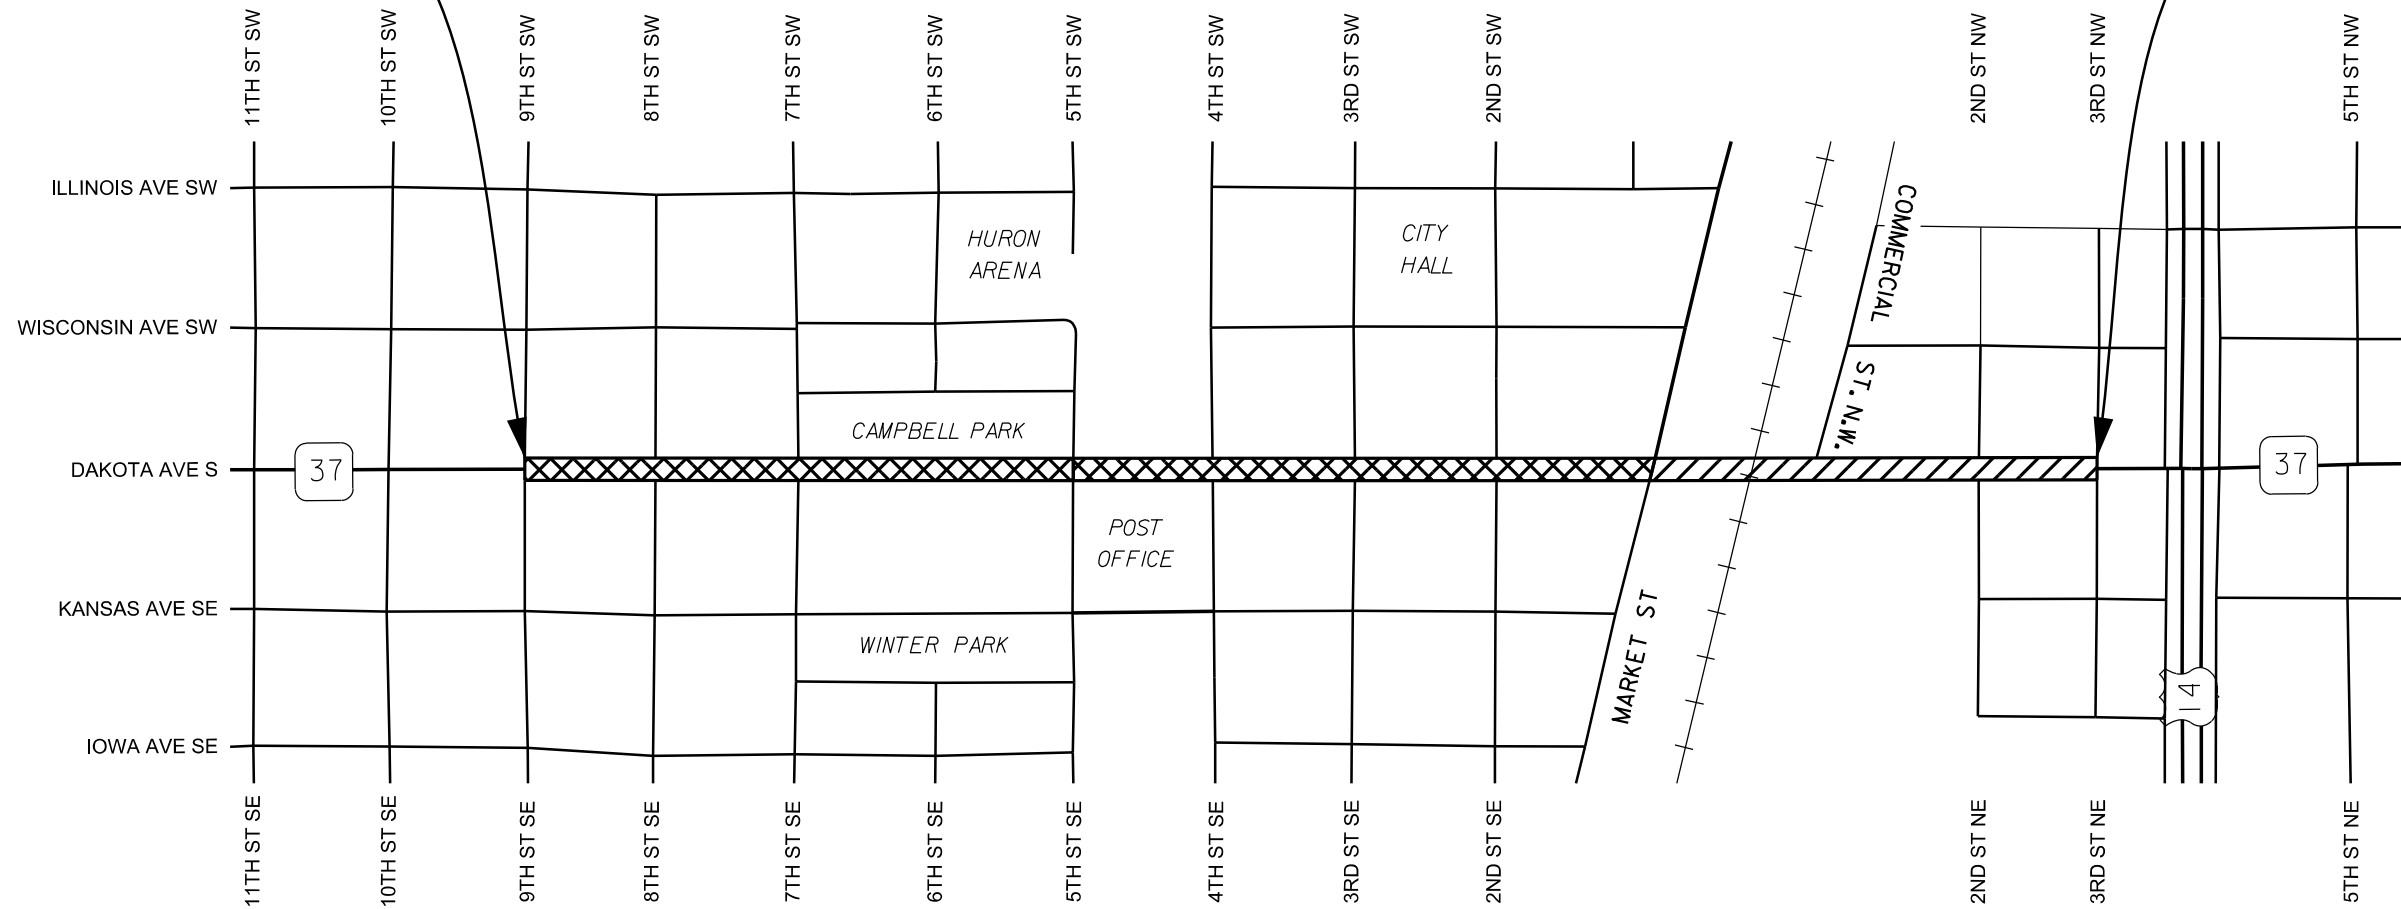 11TH ST SW
10TH ST SW
9TH ST SW
8TH ST SW
7TH ST SW
6TH ST SW
5TH ST SW
4TH ST SW
3RD ST SW
2ND ST SW
2ND ST NW
3RD ST NW
5TH ST NW
ILLINOIS AVE SW
HURON
ARENA
CITY
HALL
COMMERCIAL
ST. N.W.
WISCONSIN AVE SW
CAMPBELL PARK
DAKOTA AVE S
37
37
POST
OFFICE
KANSAS AVE SE
WINTER PARK
MARKET ST
14
IOWA AVE SE
11TH ST SE
10TH ST SE
9TH ST SE
8TH ST SE
7TH ST SE
6TH ST SE
5TH ST SE
4TH ST SE
3RD ST SE
2ND ST SE
2ND ST NE
3RD ST NE
5TH ST NE